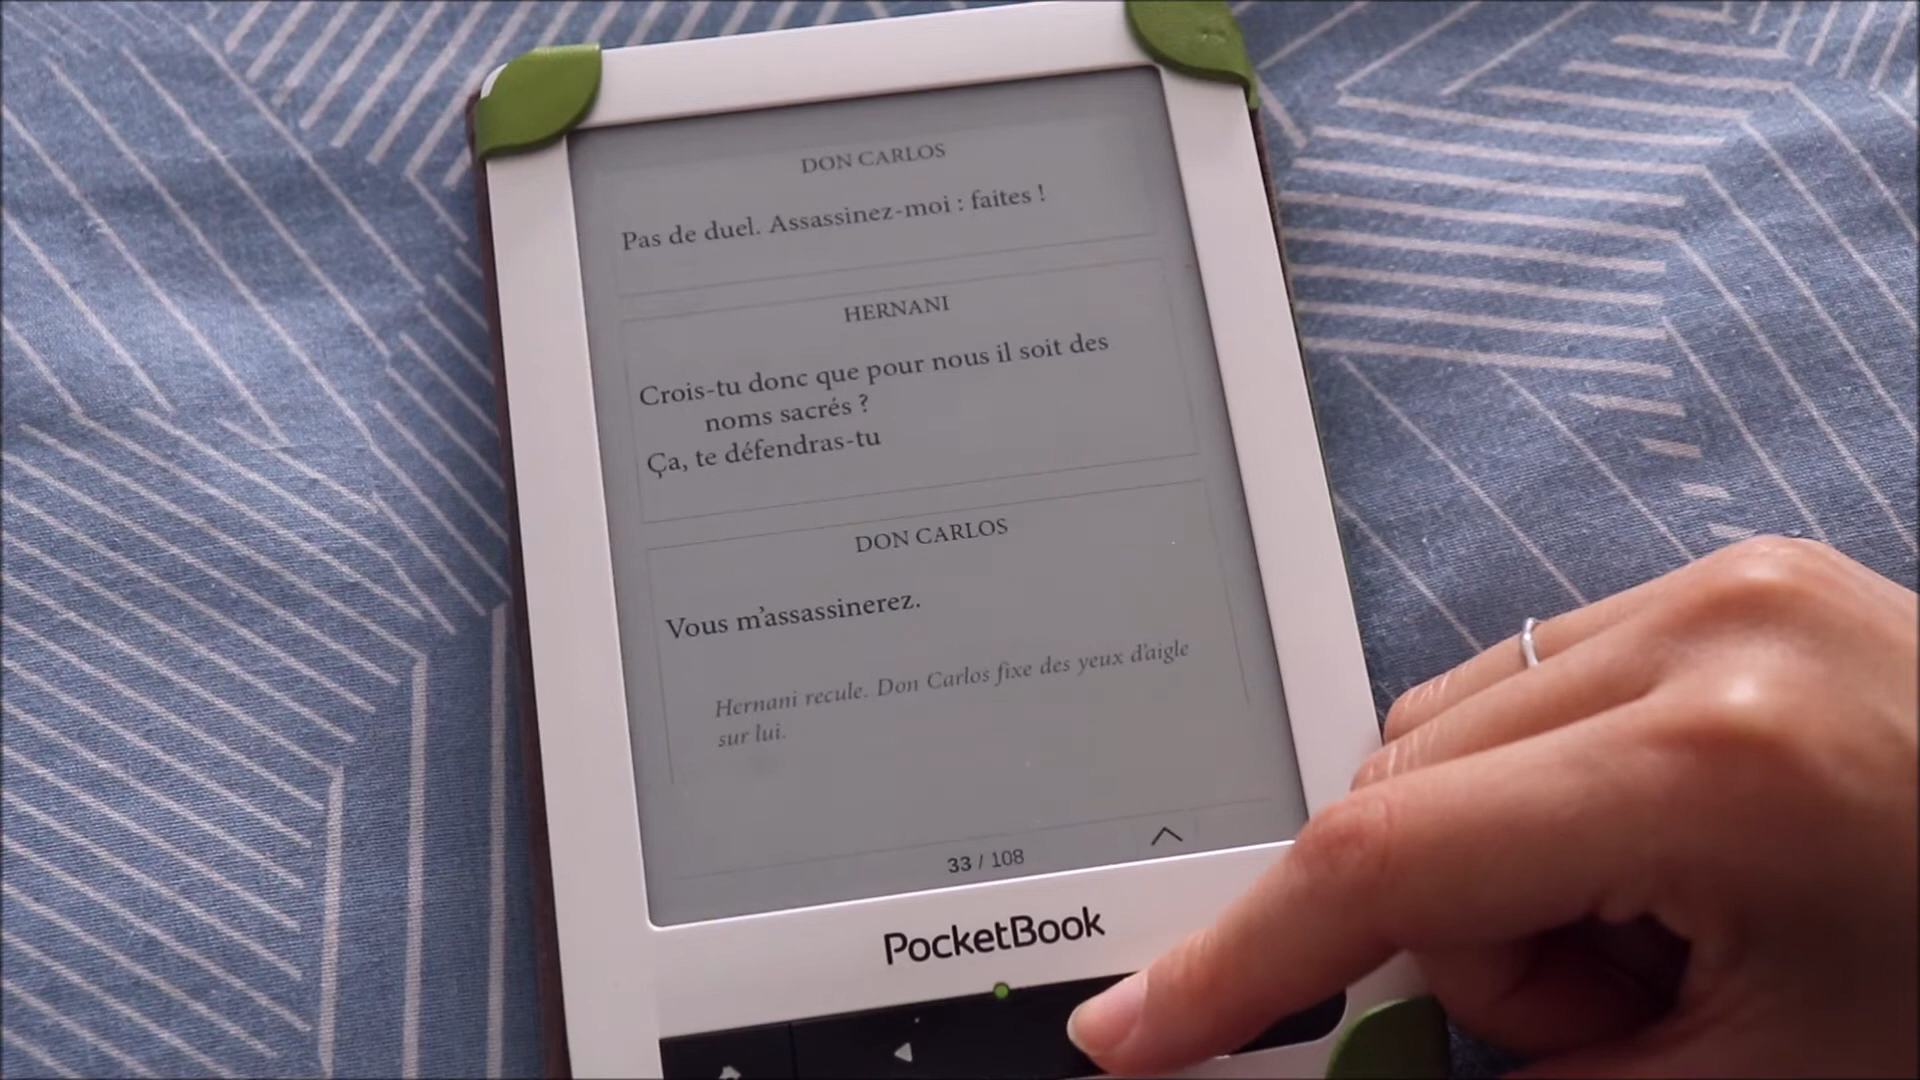 DON CARLOS
Pas de duel. Assassinez-moi : faites !
HERNANI
Crois-tu donc que pour nous il soit des
noms sacrés ?
Ça, te défendras-tu
DON CARLOS
Vous m’assassinerez.
Hernani recule. Don Carlos fixe des yeux d’aigle
sur lui.
33 / 108
PocketBook